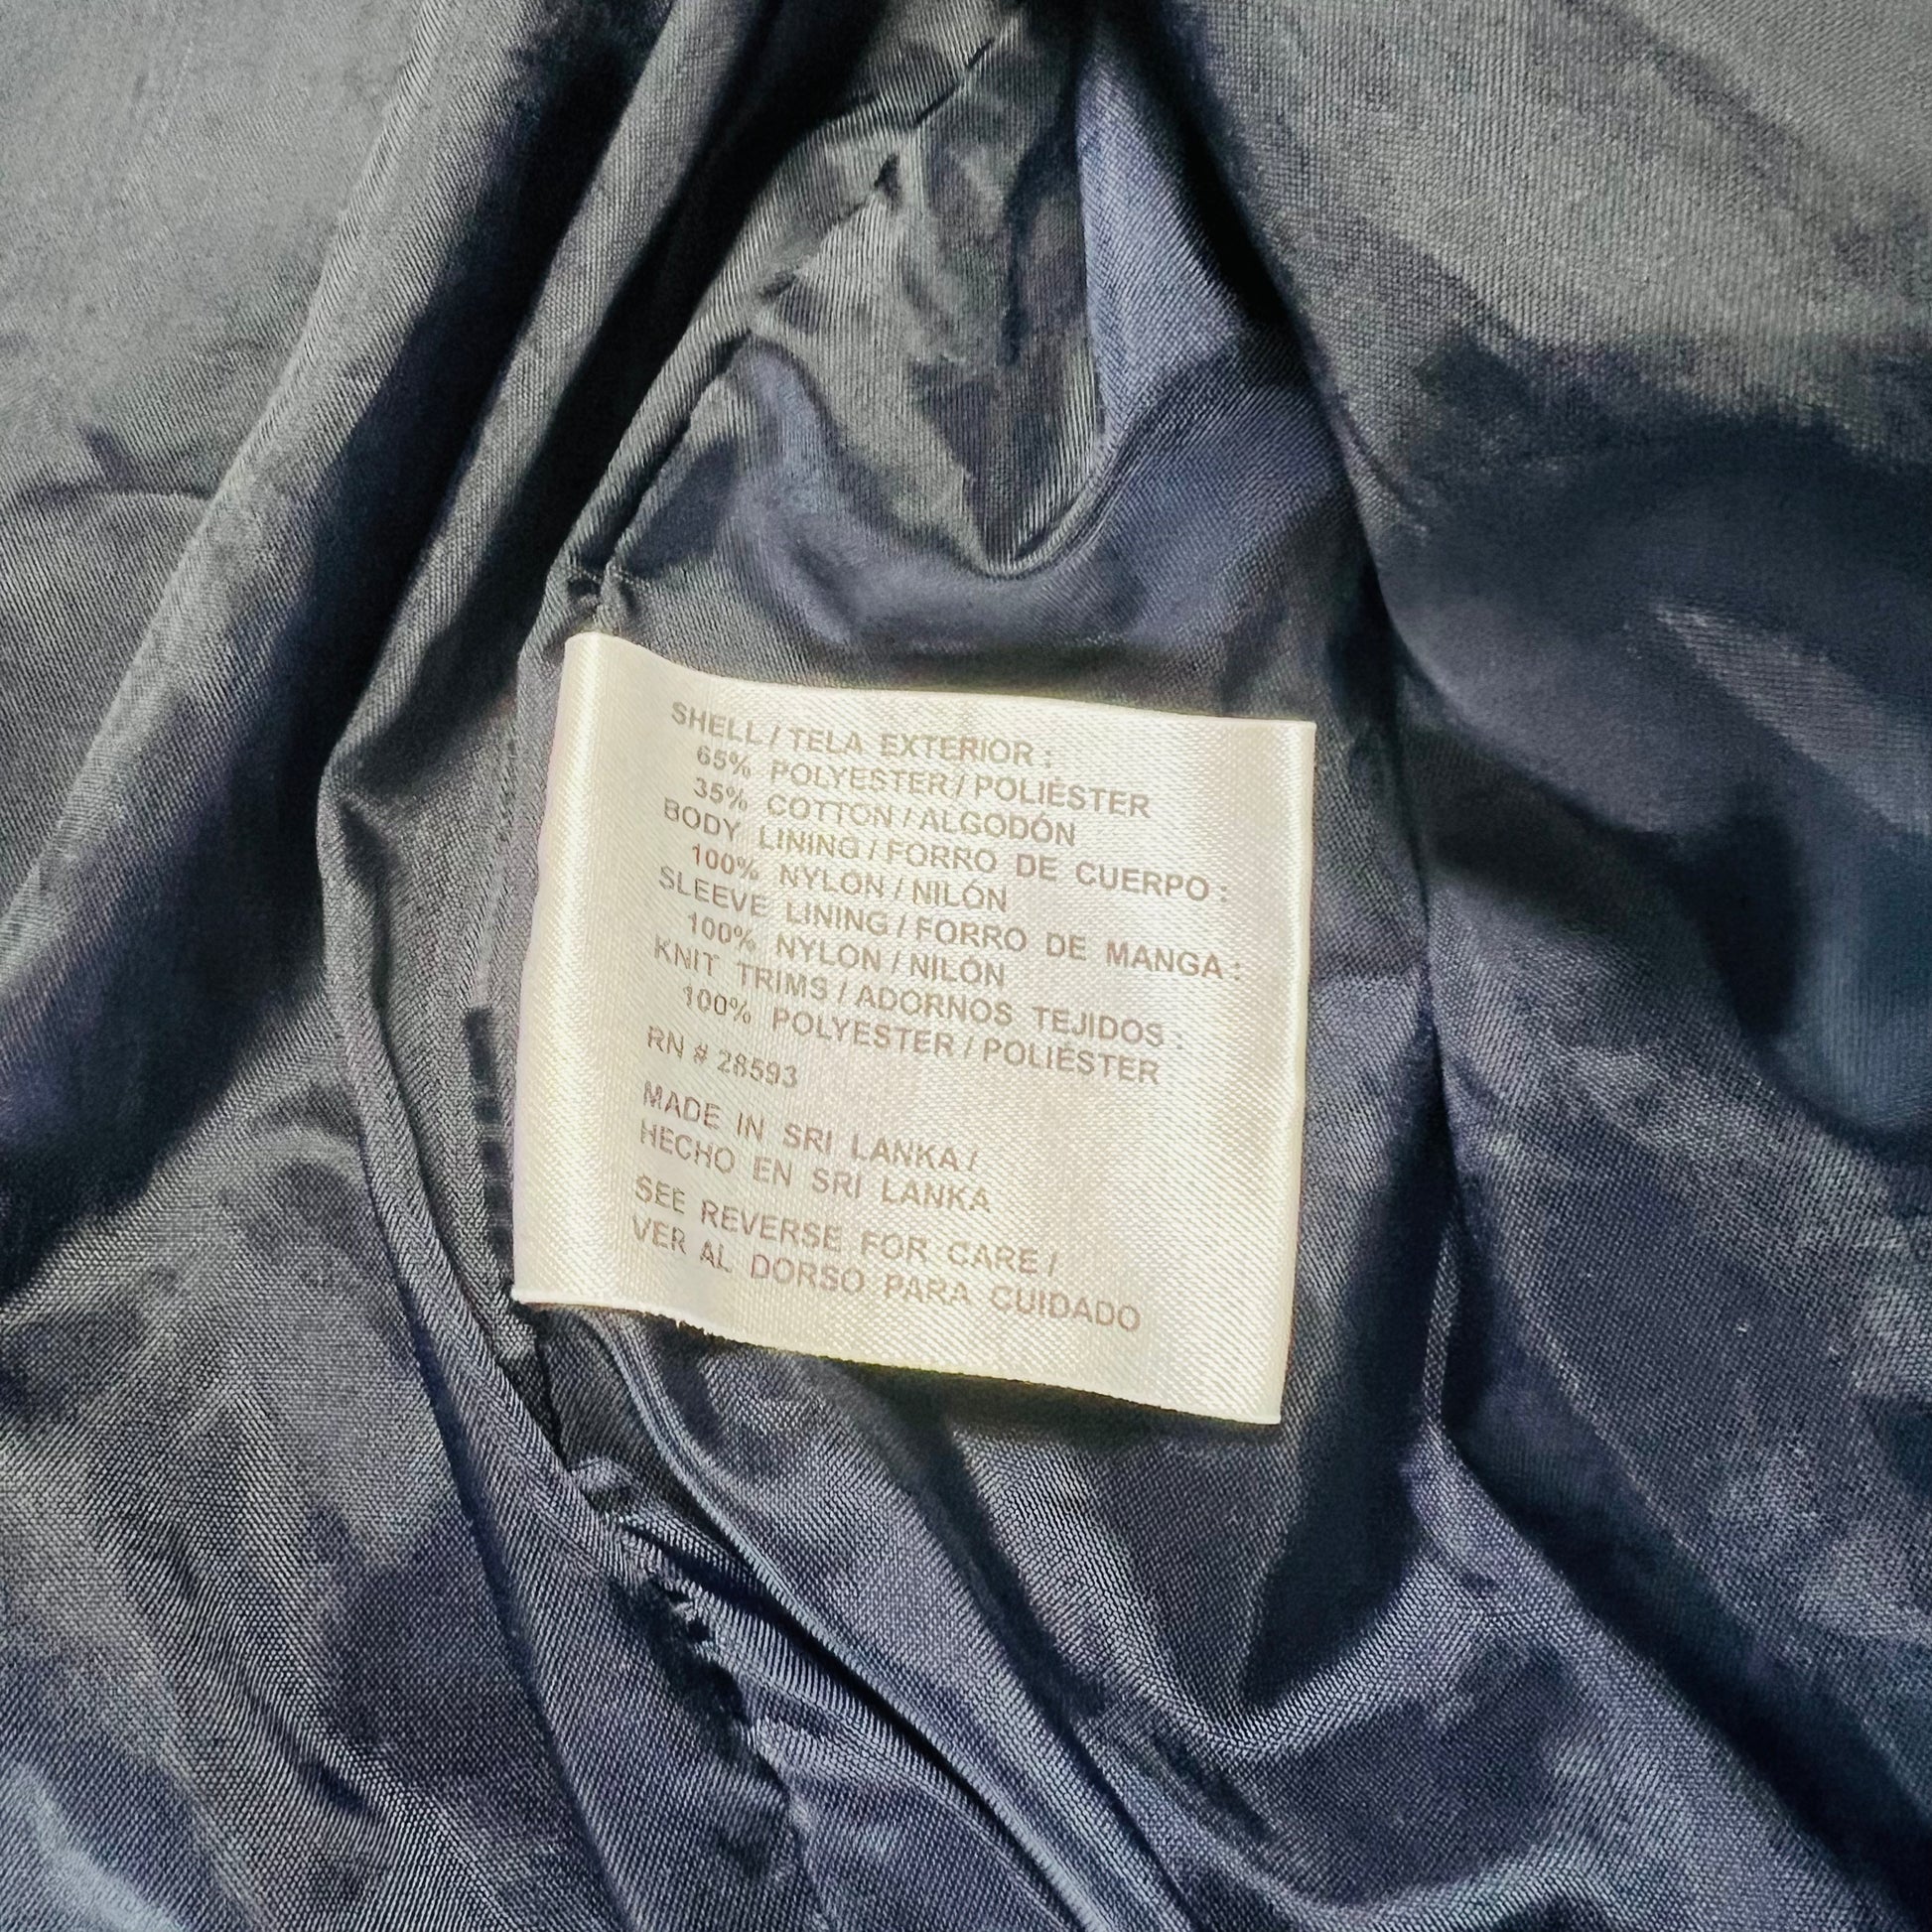 SHELL / TELA EXTERIOR :
65% POLYESTER / POLIÉSTER
35% COTTON / ALGODÓN
BODY LINING / FORRO DE CUERPO :
100% NYLON / NILÓN
SLEEVE LINING / FORRO DE MANGA :
100% NYLON / NILÓN
KNIT TRIMS / ADORNOS TEJIDOS :
100% POLYESTER / POLIÉSTER
RN # 28593
MADE IN SRI LANKA /
HECHO EN SRI LANKA
SEE REVERSE FOR CARE /
VER AL DORSO PARA CUIDADO